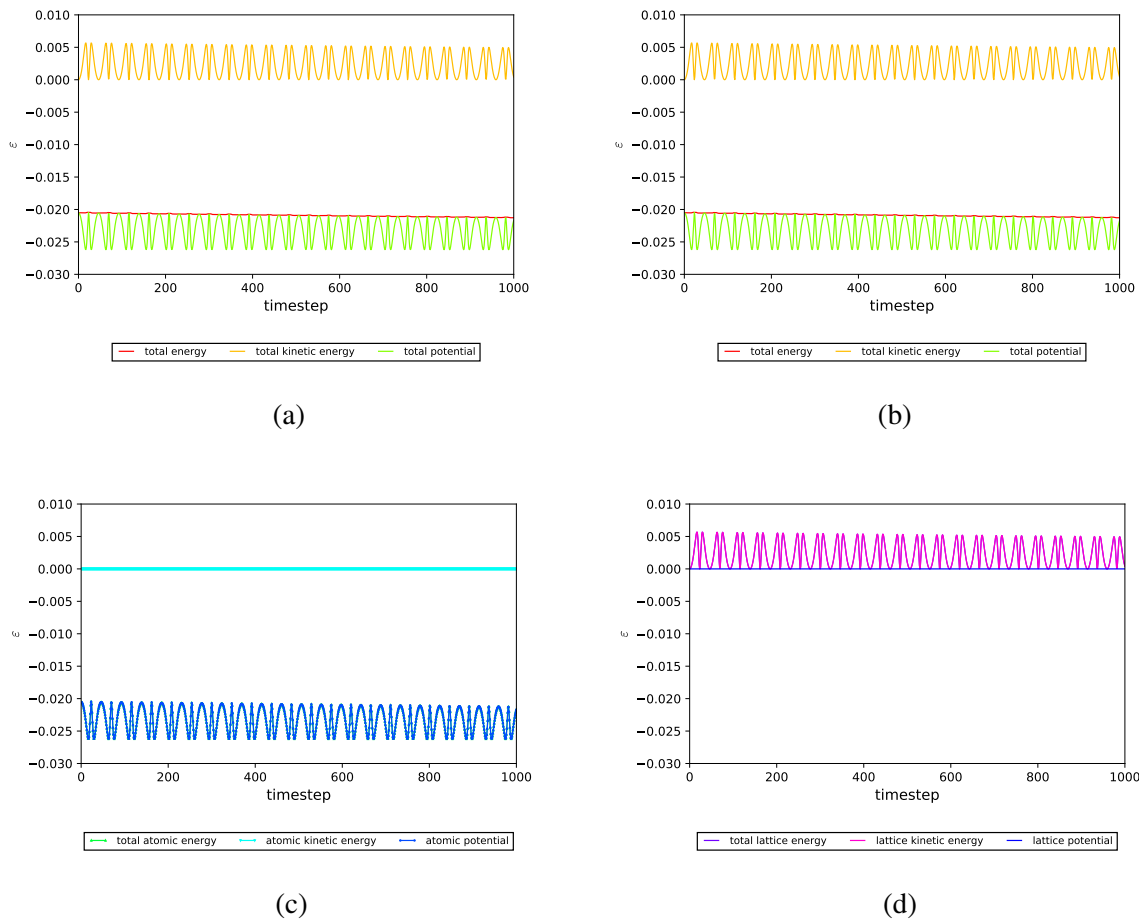 0.010
0.005
0.000
−0.005
−0.010
−0.015
−0.020
−0.025
−0.030
ε
0 200 400 600 800 1000
timestep
total energy total kinetic energy total potential
(a)
0.010
0.005
0.000
−0.005
−0.010
−0.015
−0.020
−0.025
−0.030
ε
0 200 400 600 800 1000
timestep
total energy total kinetic energy total potential
(b)
0.010
0.005
0.000
−0.005
−0.010
−0.015
−0.020
−0.025
−0.030
ε
0 200 400 600 800 1000
timestep
total atomic energy atomic kinetic energy atomic potential
(c)
0.010
0.005
0.000
−0.005
−0.010
−0.015
−0.020
−0.025
−0.030
ε
0 200 400 600 800 1000
timestep
total lattice energy lattice kinetic energy lattice potential
(d)